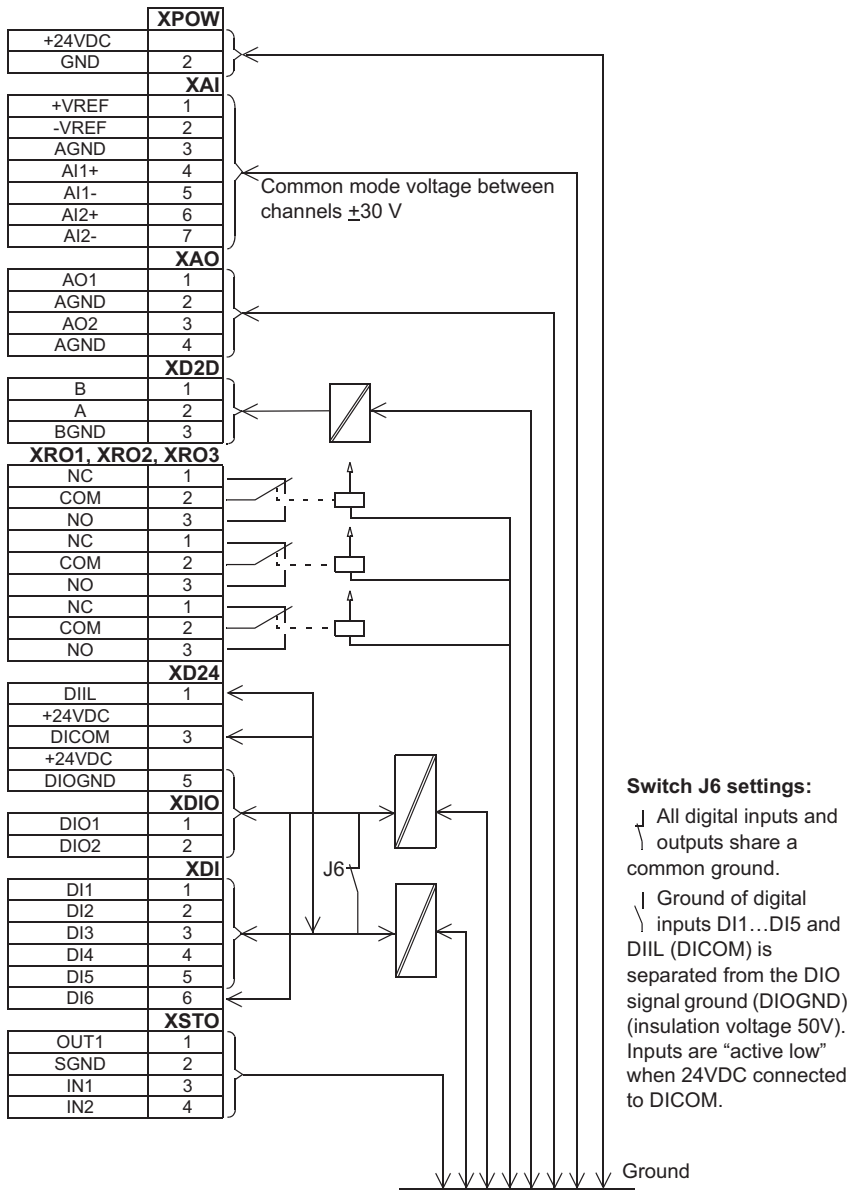 XPOW
+24VDC
GND 2
XAI
+VREF 1
-VREF 2
AGND 3
AI1+ 4
AI1- 5
AI2+ 6
AI2- 7
Common mode voltage between
channels ±30 V
XAO
AO1 1
AGND 2
AO2 3
AGND 4
XD2D
B 1
A 2
BGND 3
XRO1, XRO2, XRO3
NC 1
COM 2
NO 3
NC 1
COM 2
NO 3
NC 1
COM 2
NO 3
XD24
DIIL 1
+24VDC
DICOM 3
+24VDC
DIOGND 5
XDIO
DIO1 1
DIO2 2
XDI
DI1 1
DI2 2
DI3 3
DI4 4
DI5 5
DI6 6
J6
XSTO
OUT1 1
SGND 2
IN1 3
IN2 4
Switch J6 settings:
All digital inputs and
outputs share a
common ground.
Ground of digital
inputs DI1…DI5 and
DIIL (DICOM) is
separated from the DIO
signal ground (DIOGND)
(insulation voltage 50V).
Inputs are “active low”
when 24VDC connected
to DICOM.
Ground